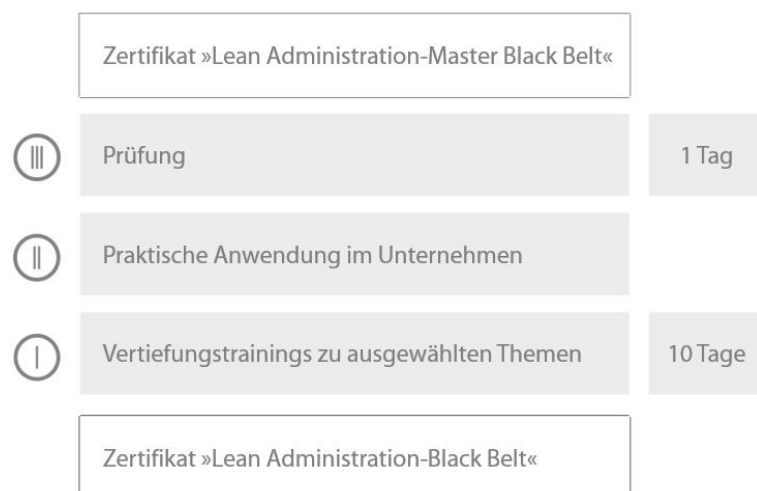 Zertifikat »Lean Administration-Master Black Belt«
||| Prüfung 1 Tag
|| Praktische Anwendung im Unternehmen
| Vertiefungstrainings zu ausgewählten Themen 10 Tage
Zertifikat »Lean Administration-Black Belt«